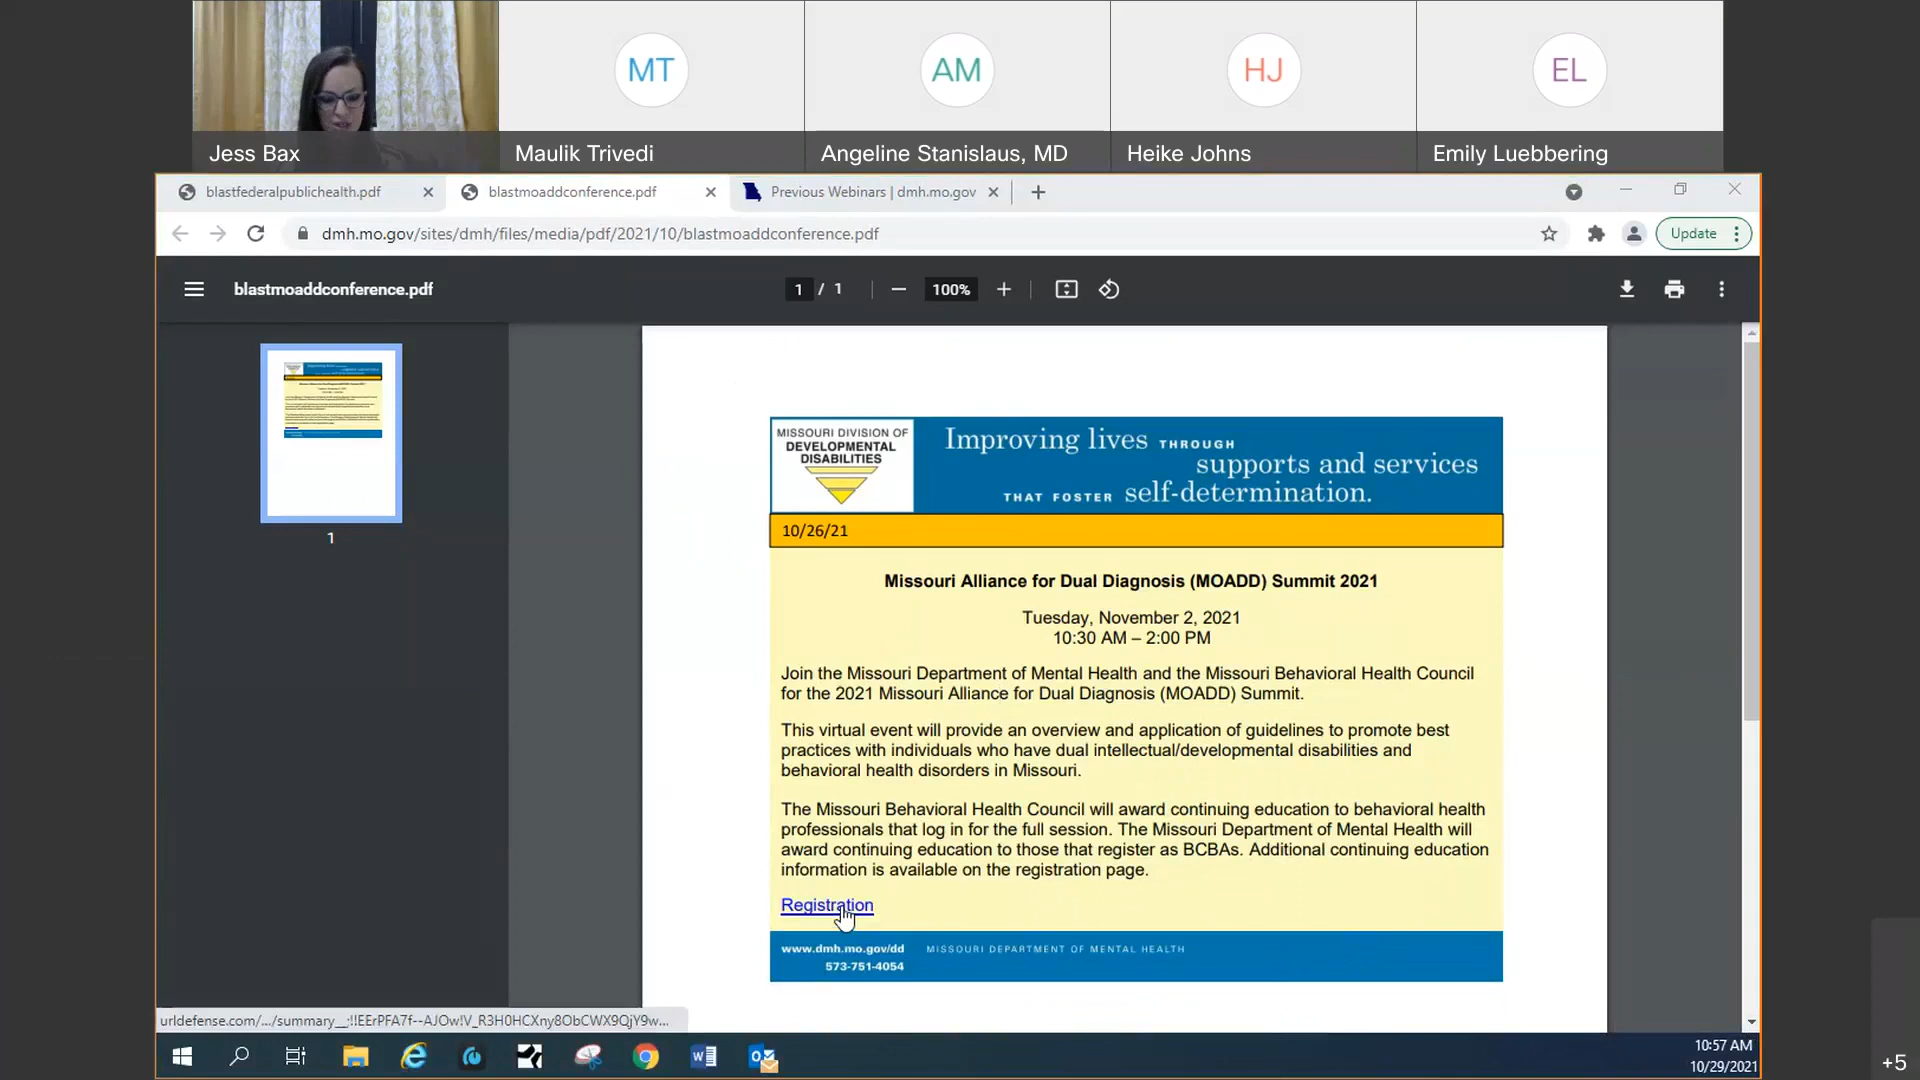 MT
AM
HJ
EL
Jess Bax
Maulik Trivedi
Angeline Stanislaus, MD
Heike Johns
Emily Luebbering
blastfederalpublichealth.pdf
blastmoaddconference.pdf
Previous Webinars | dmh.mo.gov
dmh.mo.gov/sites/dmh/files/media/pdf/2021/10/blastmoaddconference.pdf
Update
blastmoaddconference.pdf
1 / 1
100%
1
MISSOURI DIVISION OF
DEVELOPMENTAL
DISABILITIES
Improving lives THROUGH
supports and services
THAT FOSTER self-determination.
10/26/21
Missouri Alliance for Dual Diagnosis (MOADD) Summit 2021
Tuesday, November 2, 2021
10:30 AM – 2:00 PM
Join the Missouri Department of Mental Health and the Missouri Behavioral Health Council
for the 2021 Missouri Alliance for Dual Diagnosis (MOADD) Summit.
This virtual event will provide an overview and application of guidelines to promote best
practices with individuals who have dual intellectual/developmental disabilities and
behavioral health disorders in Missouri.
The Missouri Behavioral Health Council will award continuing education to behavioral health
professionals that log in for the full session. The Missouri Department of Mental Health will
award continuing education to those that register as BCBAs. Additional continuing education
information is available on the registration page.
Registration
www.dmh.mo.gov/dd MISSOURI DEPARTMENT OF MENTAL HEALTH
573-751-4054
urldefense.com/.../summary__;!!EErPFA7f--AJOw!V_R3H0HCXny8ObCWX9QjY9w...
10:57 AM
10/29/2021
+5